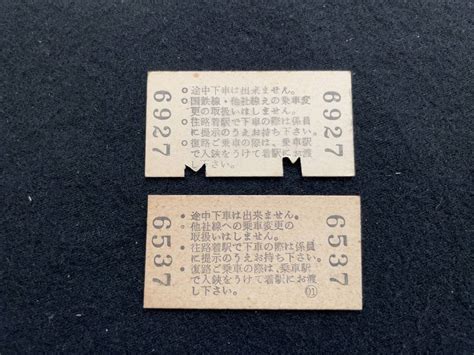 6927
途中下車は出来ません。
国鉄線・他社線えの乗車変
更の取扱いはしません。
往路着駅で下車の際は係員
に提示のうえお持ち下さい。
復路ご乗車の際は、乗車駅
で入鋏をうけて着駅にお渡
し下さい。
6927
6537
途中下車は出来ません。
他社線への乗車変更の
取扱いはしません。
往路着駅で下車の際は係員
に提示のうえお持ち下さい。
復路ご乗車の際は、乗車駅
で入鋏をうけて着駅にお渡
し下さい。
01
6537